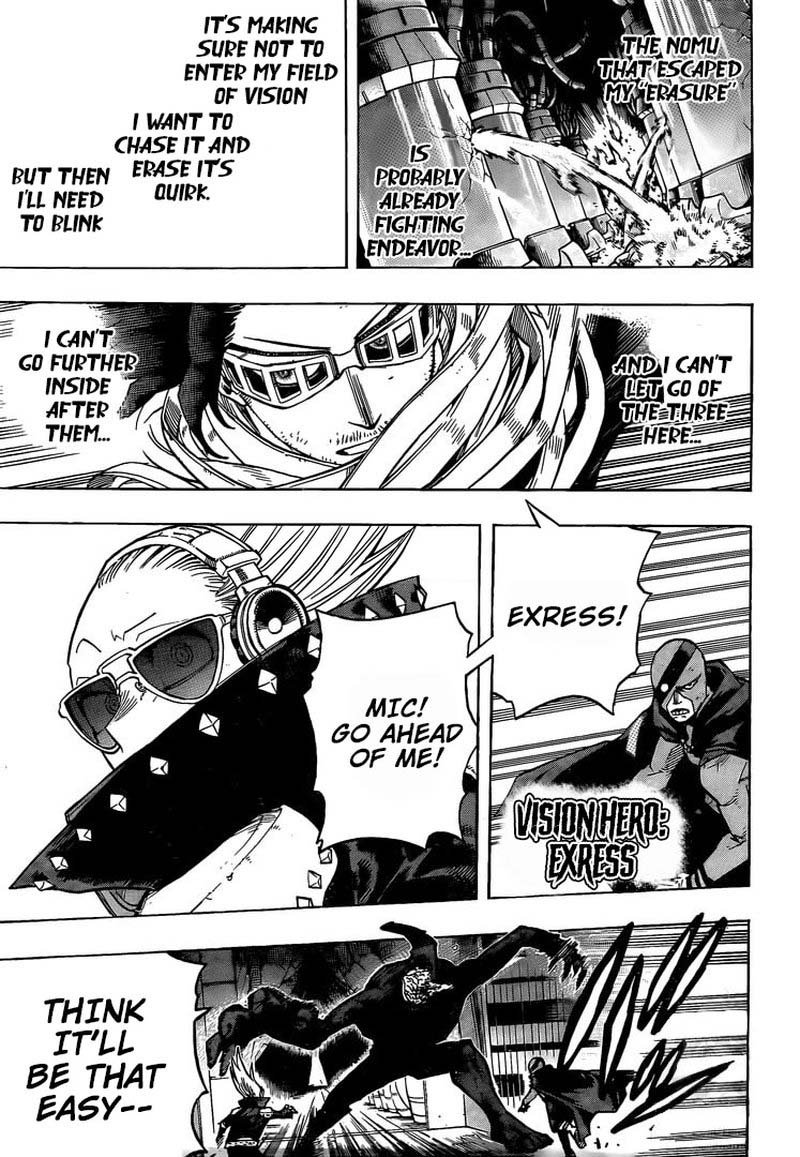 THE NOMU
THAT ESCAPED
MY "ERASURE"
IS
PROBABLY
ALREADY
FIGHTING
ENDEAVOR...
IT'S MAKING
SURE NOT TO
ENTER MY FIELD
OF VISION
I WANT TO
CHASE IT AND
ERASE IT'S
QUIRK.
BUT THEN
I'LL NEED
TO BLINK
AND I CAN'T
LET GO OF
THE THREE
HERE...
I CAN'T
GO FURTHER
INSIDE
AFTER
THEM...
EXRESS!
VISION HERO:
EXRESS
MIC!
GO AHEAD
OF ME!
THINK
IT'LL
BE THAT
EASY--